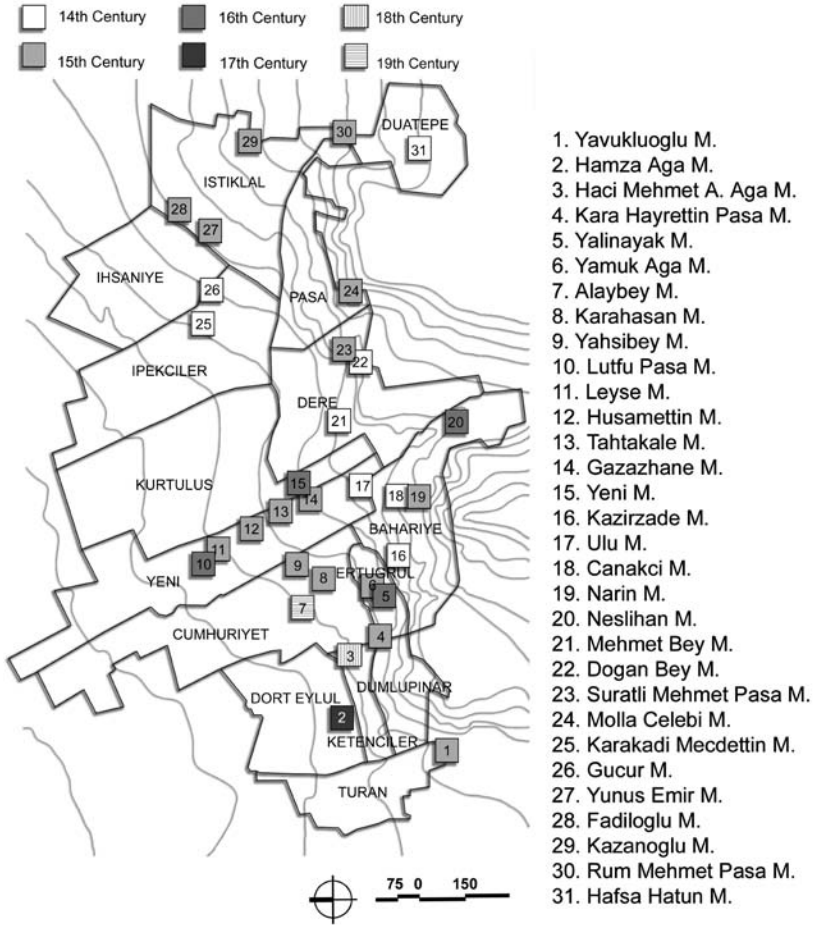 14th Century
16th Century
18th Century
15th Century
17th Century
19th Century
DUATEPE
30
29
31
ISTIKLAL
28
27
IHSANIYE
26
PASA
24
25
23
22
IPEKCILER
DERE
21
20
KURTULUS
15
14
17
18
19
13
12
BAHARIYE
11
10
16
9
ERTUGRUL
8
YENI
6
5
7
CUMHURIYET
4
3
DUMLUPINAR
DORT EYLUL
2
KETENCILER
1
TURAN
75 0 150
1. Yavukluoglu M.
2. Hamza Aga M.
3. Haci Mehmet A. Aga M.
4. Kara Hayrettin Pasa M.
5. Yalinayak M.
6. Yamuk Aga M.
7. Alaybey M.
8. Karahasan M.
9. Yahsibey M.
10. Lutfu Pasa M.
11. Leyse M.
12. Husamettin M.
13. Tahtakale M.
14. Gazazhane M.
15. Yeni M.
16. Kazirzade M.
17. Ulu M.
18. Canakci M.
19. Narin M.
20. Neslihan M.
21. Mehmet Bey M.
22. Dogan Bey M.
23. Suratli Mehmet Pasa M.
24. Molla Celebi M.
25. Karakadi Mecdettin M.
26. Gucur M.
27. Yunus Emir M.
28. Fadiloglu M.
29. Kazanoglu M.
30. Rum Mehmet Pasa M.
31. Hafsa Hatun M.